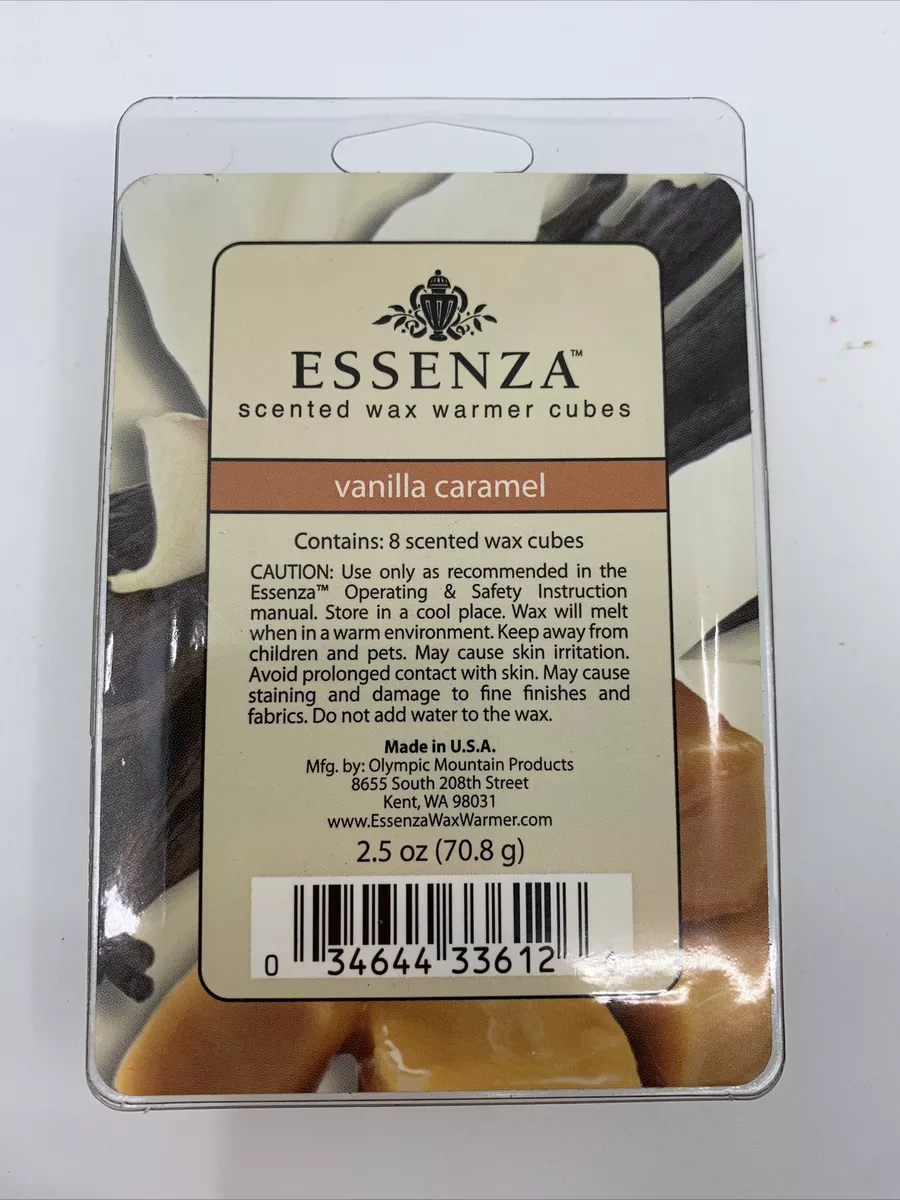 ESSENZA™
scented wax warmer cubes
vanilla caramel
Contains: 8 scented wax cubes
CAUTION: Use only as recommended in the
Essenza™ Operating & Safety Instruction
manual. Store in a cool place. Wax will melt
when in a warm environment. Keep away from
children and pets. May cause skin irritation.
Avoid prolonged contact with skin. May cause
staining and damage to fine finishes and
fabrics. Do not add water to the wax.
Made in U.S.A.
Mfg. by: Olympic Mountain Products
8655 South 208th Street
Kent, WA 98031
www.EssenzaWaxWarmer.com
2.5 oz (70.8 g)
0 34644 33612